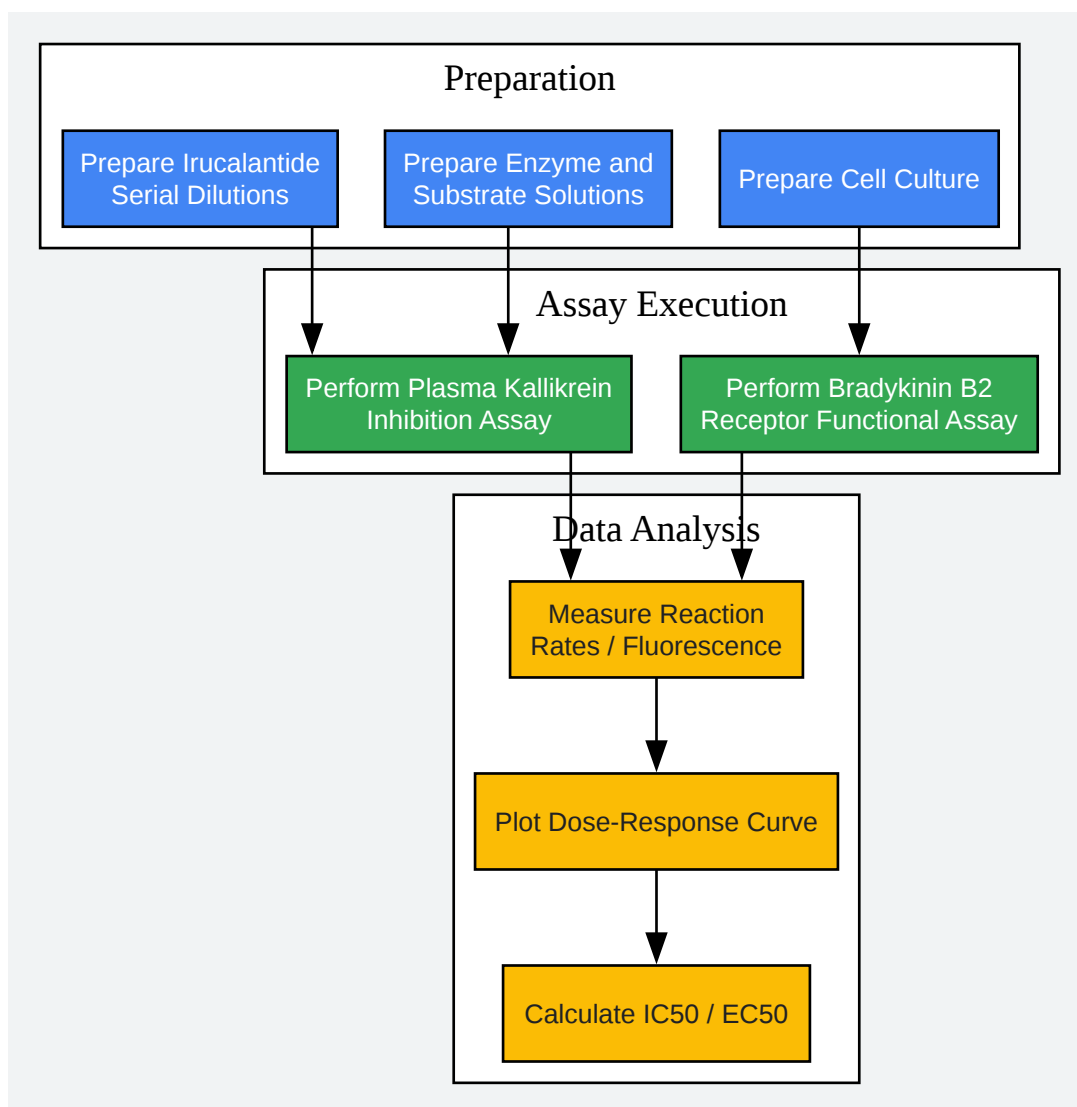 Preparation
Prepare Irucalantide
Serial Dilutions
Prepare Enzyme and
Substrate Solutions
Prepare Cell Culture
Assay Execution
Perform Plasma Kallikrein
Inhibition Assay
Perform Bradykinin B2
Receptor Functional Assay
Data Analysis
Measure Reaction
Rates / Fluorescence
Plot Dose-Response Curve
Calculate IC50 / EC50